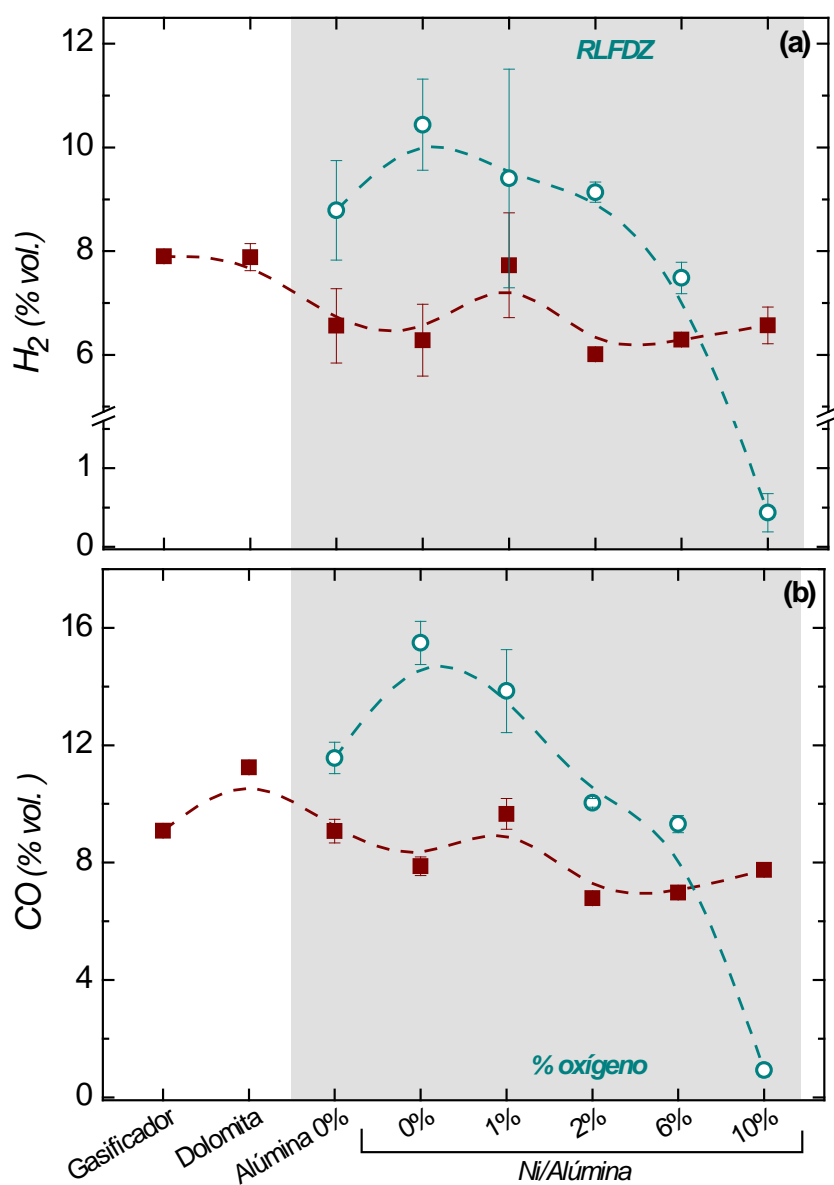 (a)
RLFDZ
12
10
8
6
1
0
H2 (% vol.)
(b)
16
12
8
4
0
CO (% vol.)
% oxígeno
Gasificador
Dolomita
Alúmina 0%
0%
1%
2%
6%
10%
Ni/Alúmina